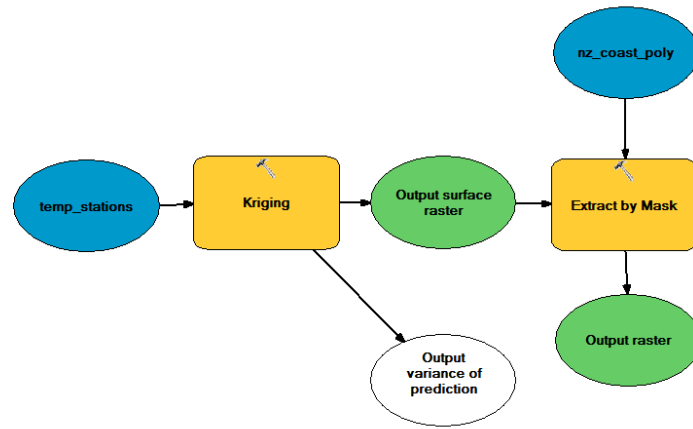 nz_coast_poly
temp_stations
Kriging
Output surface
raster
Extract by Mask
Output
variance of
prediction
Output raster